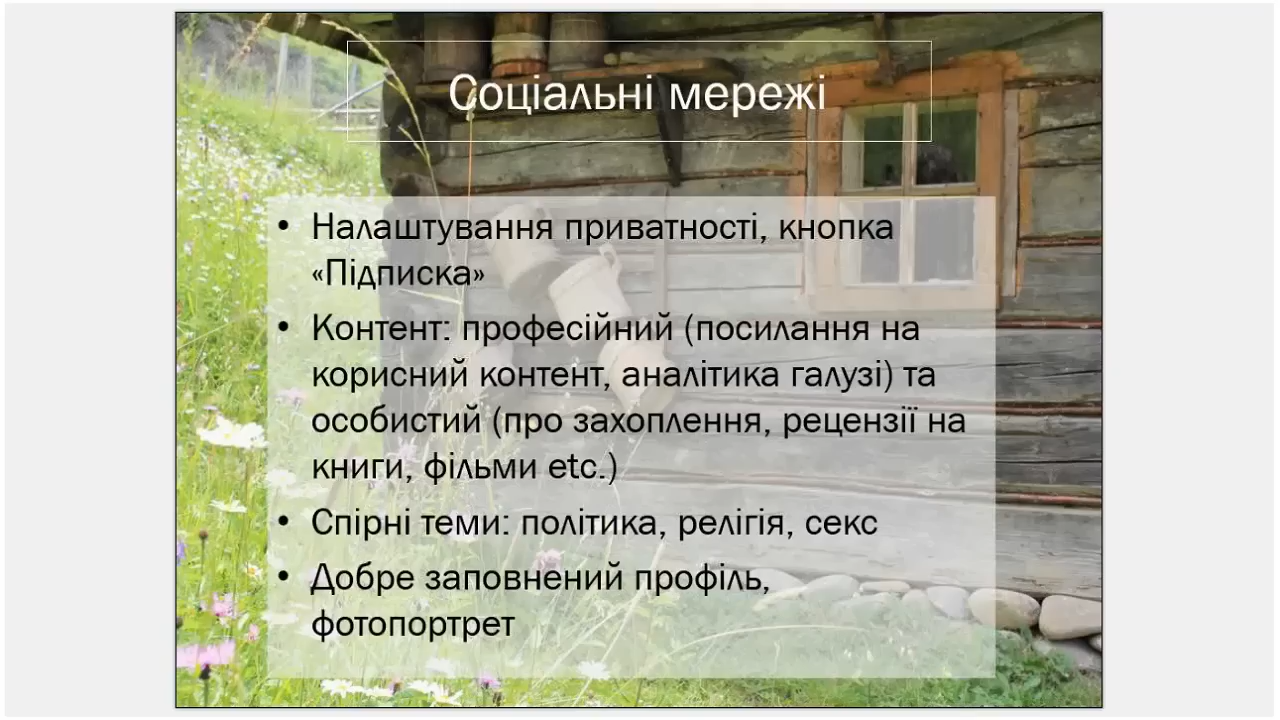 Соціальні мережі
• Налаштування приватності, кнопка
«Підписка»
• Контент: професійний (посилання на
корисний контент, аналітика галузі) та
особистий (про захоплення, рецензії на
книги, фільми etc.)
• Спірні теми: політика, релігія, секс
• Добре заповнений профіль,
фотопортрет